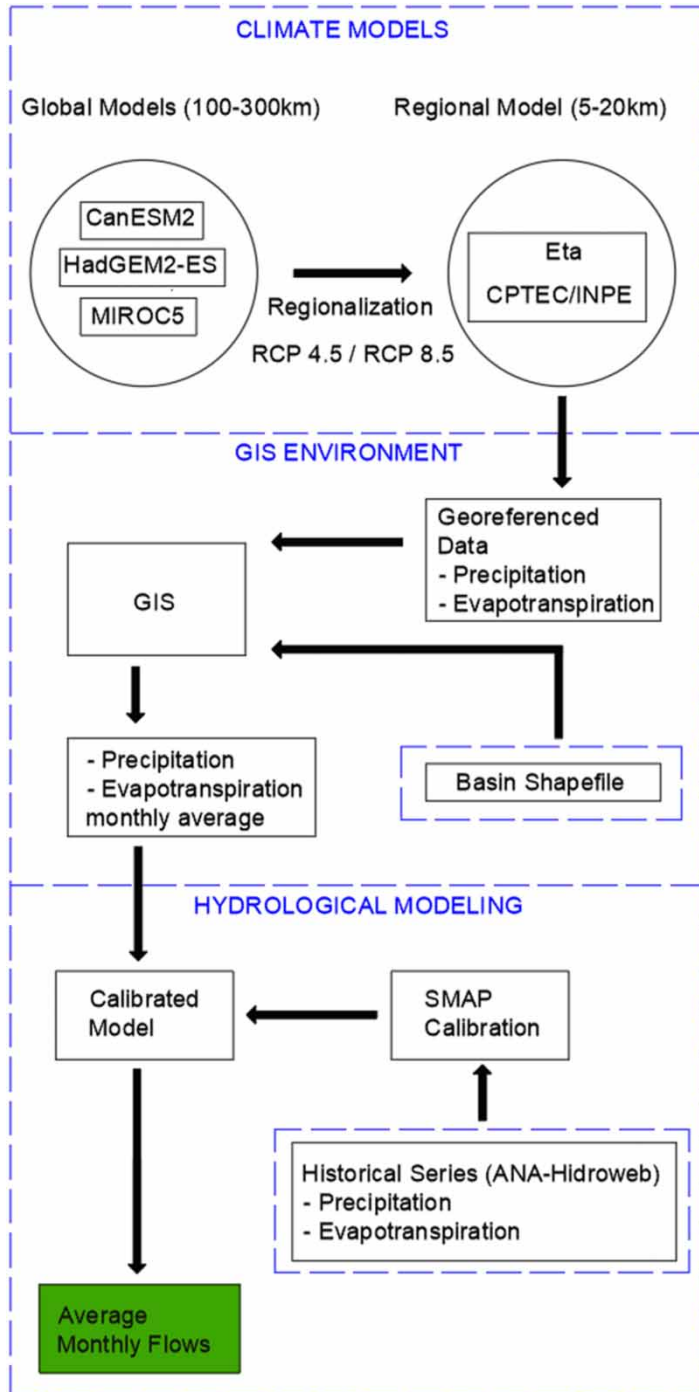 CLIMATE MODELS
Global Models (100-300km)
Regional Model (5-20km)
CanESM2
HadGEM2-ES
MIROC5
Regionalization
RCP 4.5 / RCP 8.5
Eta
CPTEC/INPE
GIS ENVIRONMENT
Georeferenced
Data
- Precipitation
- Evapotranspiration
GIS
- Precipitation
- Evapotranspiration
monthly average
Basin Shapefile
HYDROLOGICAL MODELING
Calibrated
Model
SMAP
Calibration
Historical Series (ANA-Hidroweb)
- Precipitation
- Evapotranspiration
Average
Monthly Flows